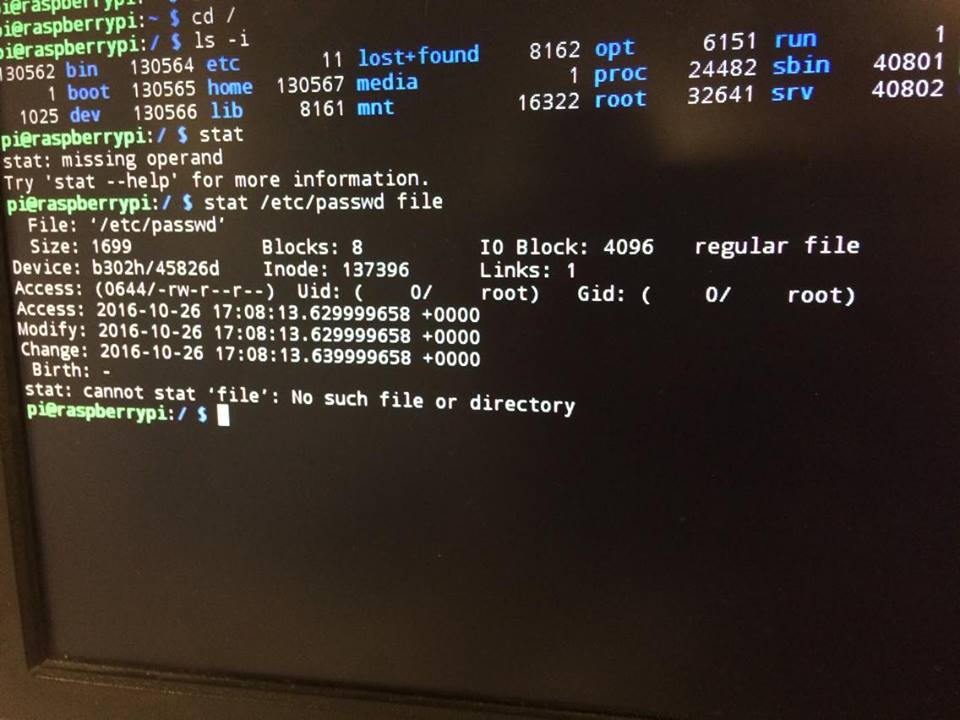 pi@raspberrypi:
pi@raspberrypi:~ $ cd /
pi@raspberrypi:/ $ ls -i
130562 bin 130564 etc 11 lost+found 8162 opt 6151 run 1
1 boot 130565 home 130567 media 1 proc 24482 sbin 40801
1025 dev 130566 lib 8161 mnt 16322 root 32641 srv 40802
pi@raspberrypi:/ $ stat
stat: missing operand
Try 'stat --help' for more information.
pi@raspberrypi:/ $ stat /etc/passwd file
File: ‘/etc/passwd’
Size: 1699 Blocks: 8 IO Block: 4096 regular file
Device: b302h/45826d Inode: 137396 Links: 1
Access: (0644/-rw-r--r--) Uid: ( 0/ root) Gid: ( 0/ root)
Access: 2016-10-26 17:08:13.629999658 +0000
Modify: 2016-10-26 17:08:13.629999658 +0000
Change: 2016-10-26 17:08:13.639999658 +0000
Birth: -
stat: cannot stat ‘file’: No such file or directory
pi@raspberrypi:/ $